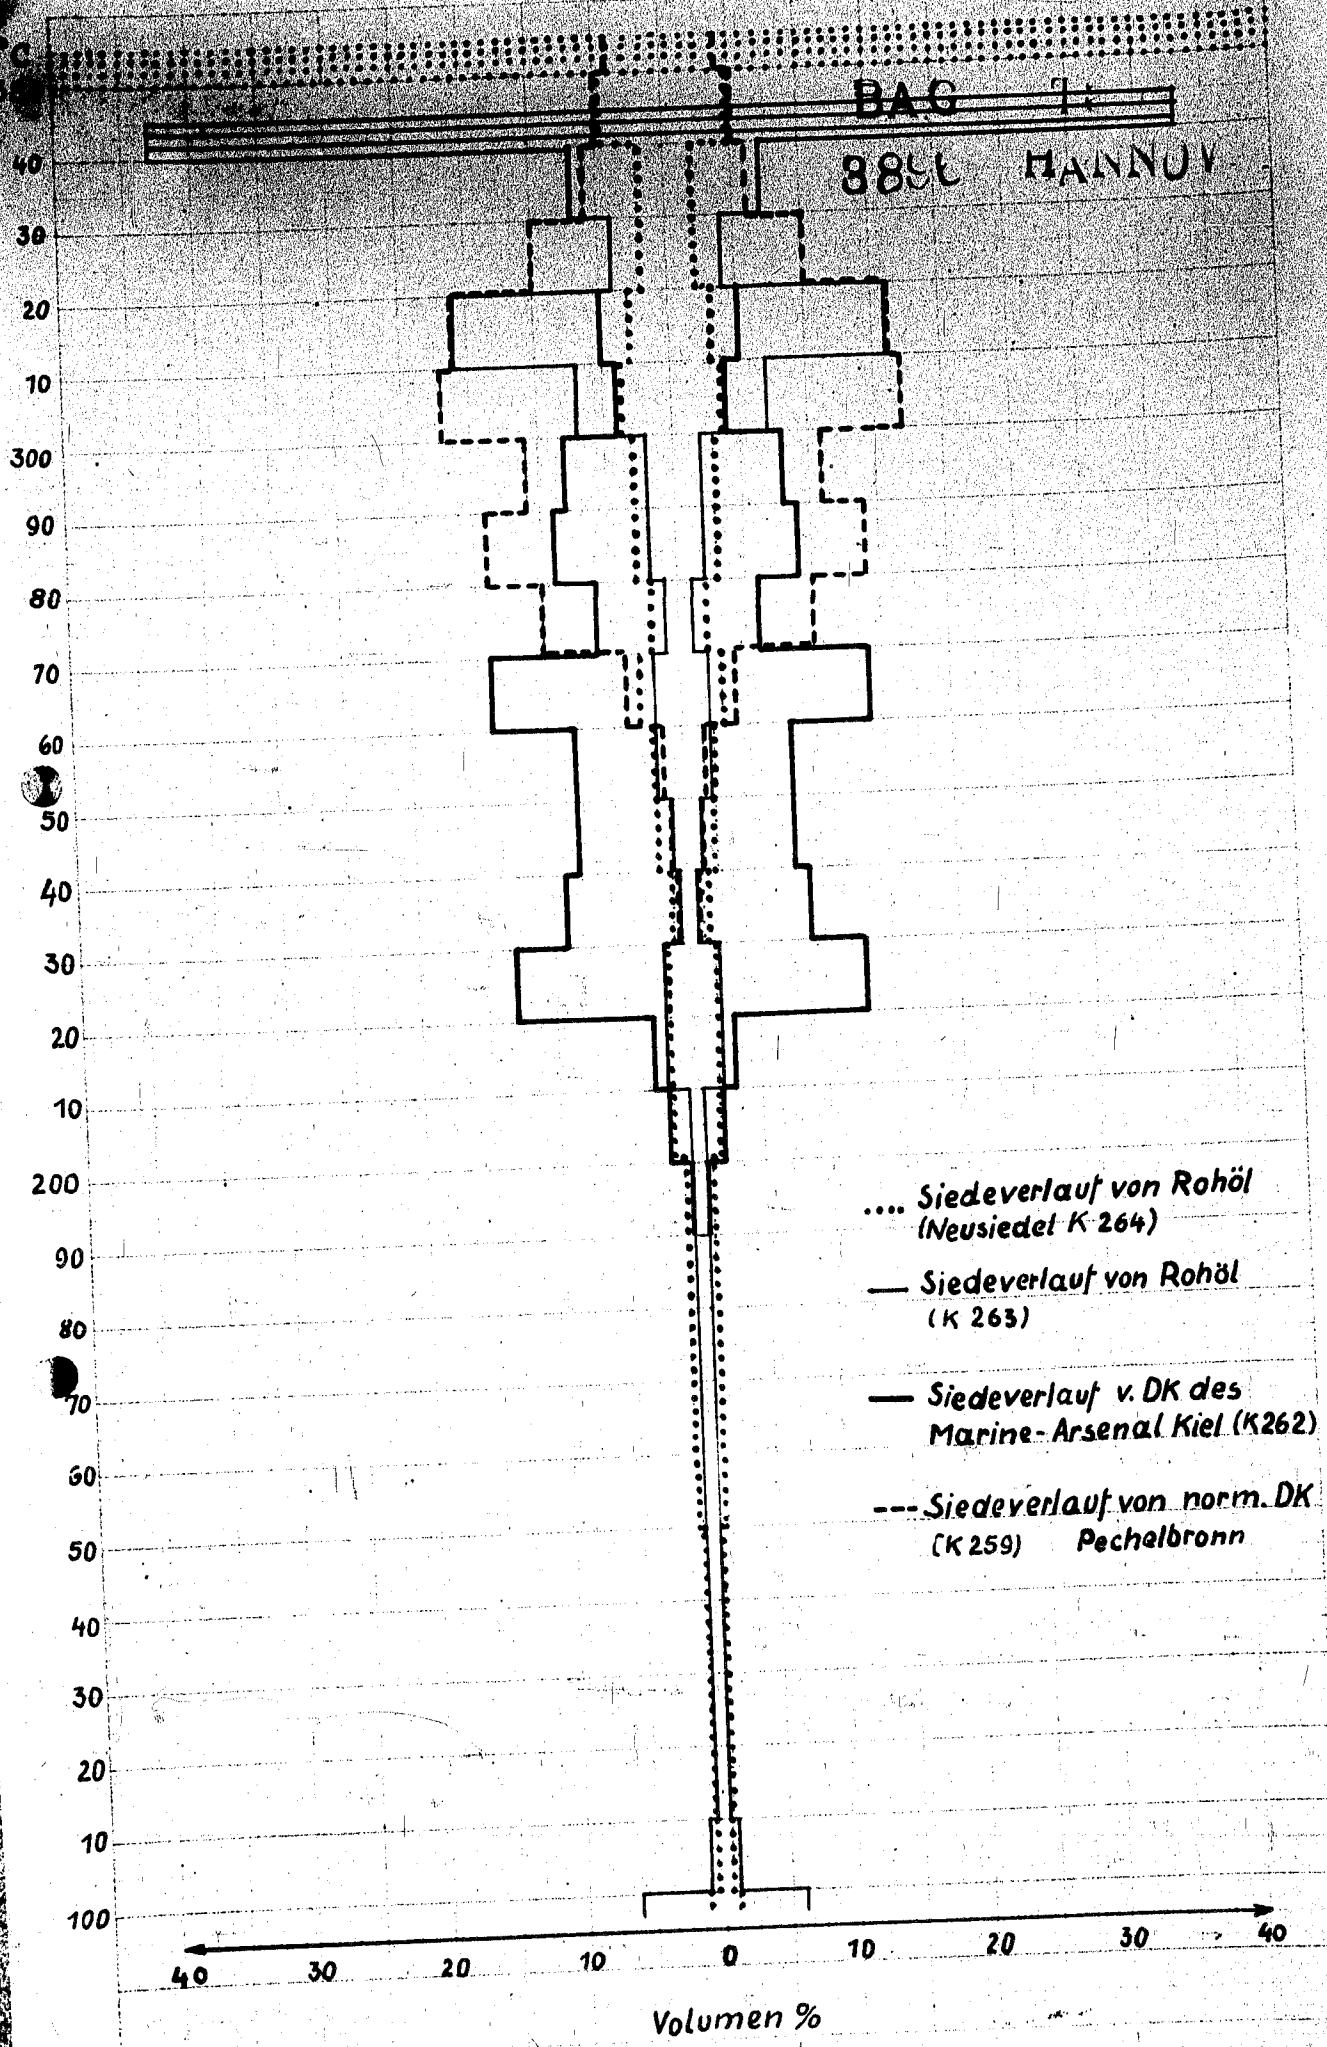 °C
BAG
40
HANNOV
30
20
10
300
90
80
70
60
50
40
30
20
10
200
90
80
70
60
50
40
30
20
10
100
.... Siedeverlauf von Rohöl
(Neusiedel K 264)
— Siedeverlauf von Rohöl
(K 263)
— Siedeverlauf v. DK des
Marine-Arsenal Kiel (K262)
--- Siedeverlauf von norm. DK
(K 259) Pechelbronn
40 30 20 10 0 10 20 30 40
Volumen %